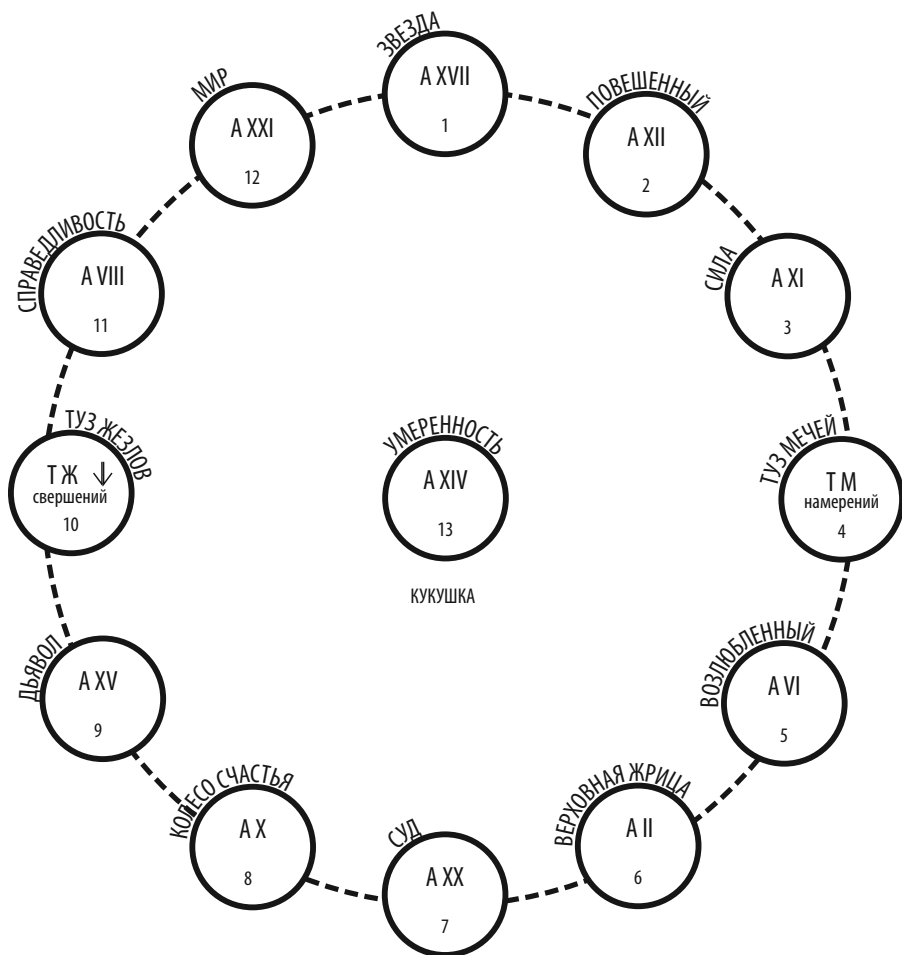 ЗВЕЗДА
А XVII
1
ПОВЕШЕННЫЙ
А XII
2
СИЛА
А XI
3
ТУЗ МЕЧЕЙ
Т М
намерений
4
ВОЗЛЮБЛЕННЫЙ
А VI
5
ВЕРХОВНАЯ ЖРИЦА
А II
6
СУД
А XX
7
КОЛЕСО СЧАСТЬЯ
А X
8
ДЬЯВОЛ
А XV
9
ТУЗ ЖЕЗЛОВ
Т Ж ↓
свершений
10
СПРАВЕДЛИВОСТЬ
А VIII
11
МИР
А XXI
12
УМЕРЕННОСТЬ
А XIV
13
КУКУШКА